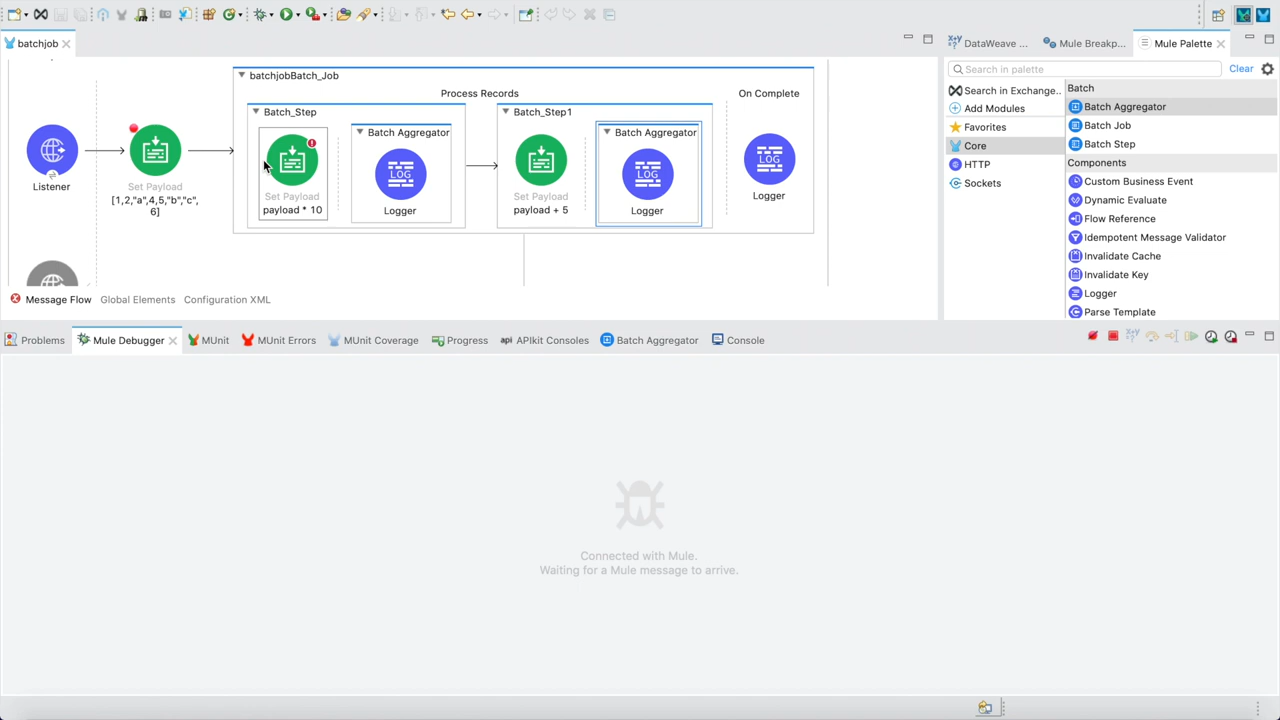 batchjob
DataWeave ...
Mule Breakp...
Mule Palette
Search in palette
Clear
batchjobBatch_Job
Process Records
On Complete
Batch_Step
Batch_Step1
Batch Aggregator
Batch Aggregator
LOG
LOG
LOG
Listener
Set Payload
[1,2,"a",4,5,"b","c",
6]
Set Payload
payload * 10
Logger
Set Payload
payload + 5
Logger
Logger
Message Flow
Global Elements
Configuration XML
Search in Exchange..
Add Modules
Favorites
Core
HTTP
Sockets
Batch
Batch Aggregator
Batch Job
Batch Step
Components
Custom Business Event
Dynamic Evaluate
Flow Reference
Idempotent Message Validator
Invalidate Cache
Invalidate Key
Logger
Parse Template
Problems
Mule Debugger
MUnit
MUnit Errors
MUnit Coverage
Progress
api APIkit Consoles
Batch Aggregator
Console
Connected with Mule.
Waiting for a Mule message to arrive.